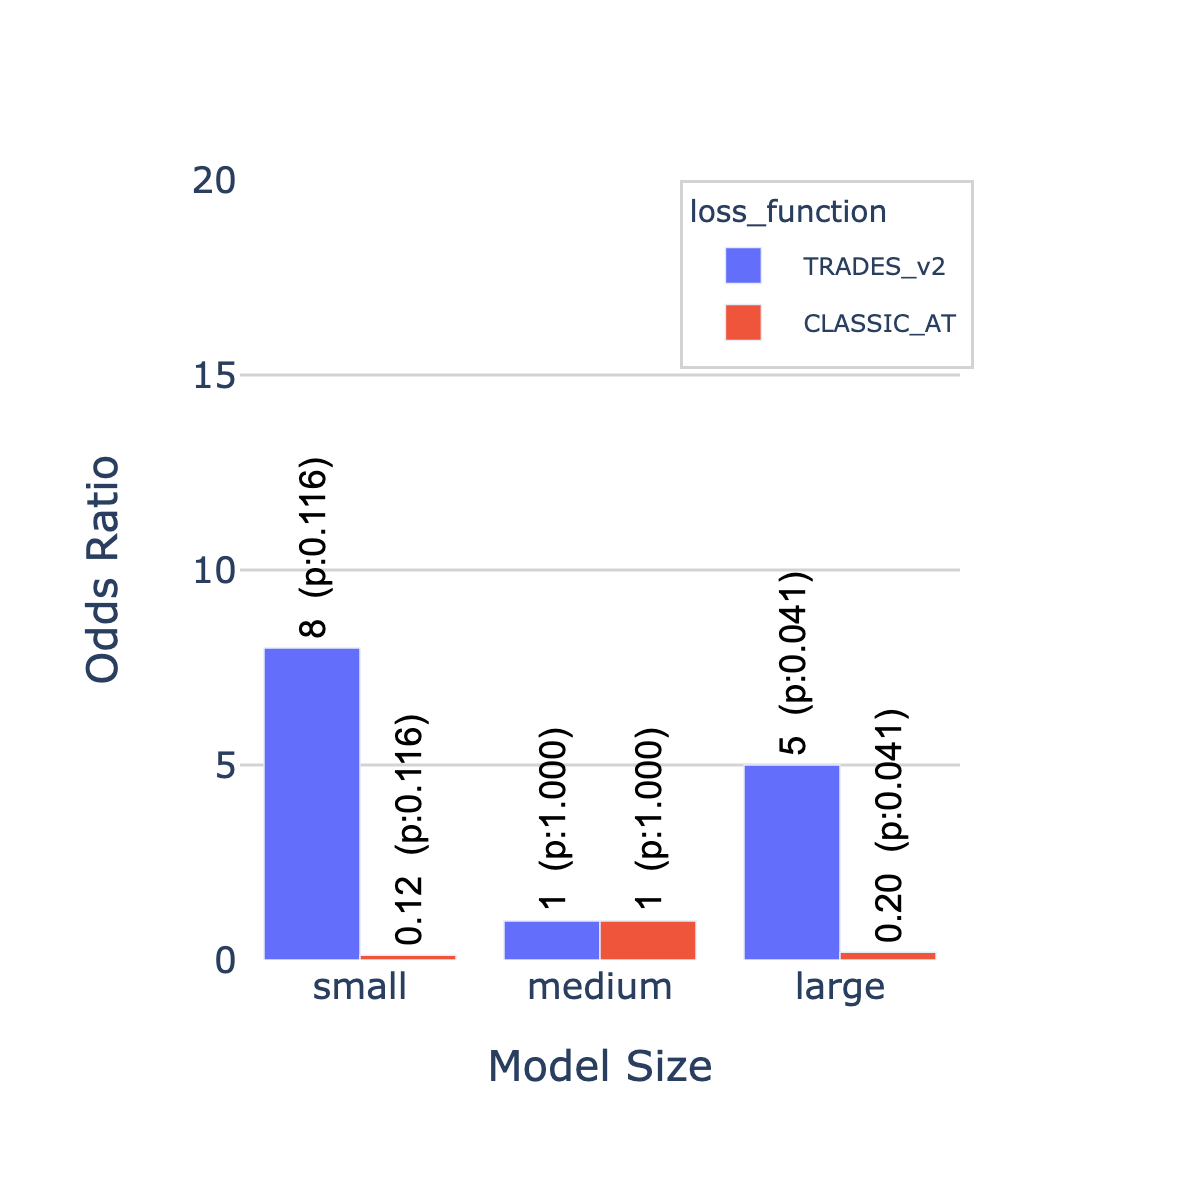 20
15
10
5
0
Odds Ratio
loss_function
TRADES_v2
CLASSIC_AT
8 (p:0.116)
0.12 (p:0.116)
1 (p:1.000)
1 (p:1.000)
5 (p:0.041)
0.20 (p:0.041)
small
medium
large
Model Size